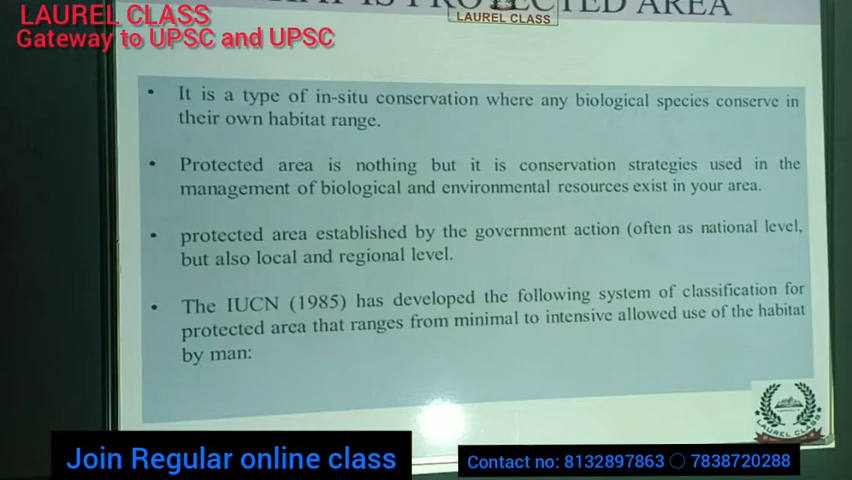 LAUREL CLASS
Gateway to UPSC and UPSC
WHAT IS PROTECTED AREA
LAUREL CLASS
• It is a type of in-situ conservation where any biological species conserve in
their own habitat range.
• Protected area is nothing but it is conservation strategies used in the
management of biological and environmental resources exist in your area.
• protected area established by the government action (often as national level,
but also local and regional level.
• The IUCN (1985) has developed the following system of classification for
protected area that ranges from minimal to intensive allowed use of the habitat
by man:
LAUREL CLASS
Join Regular online class
Contact no: 8132897863 7838720288